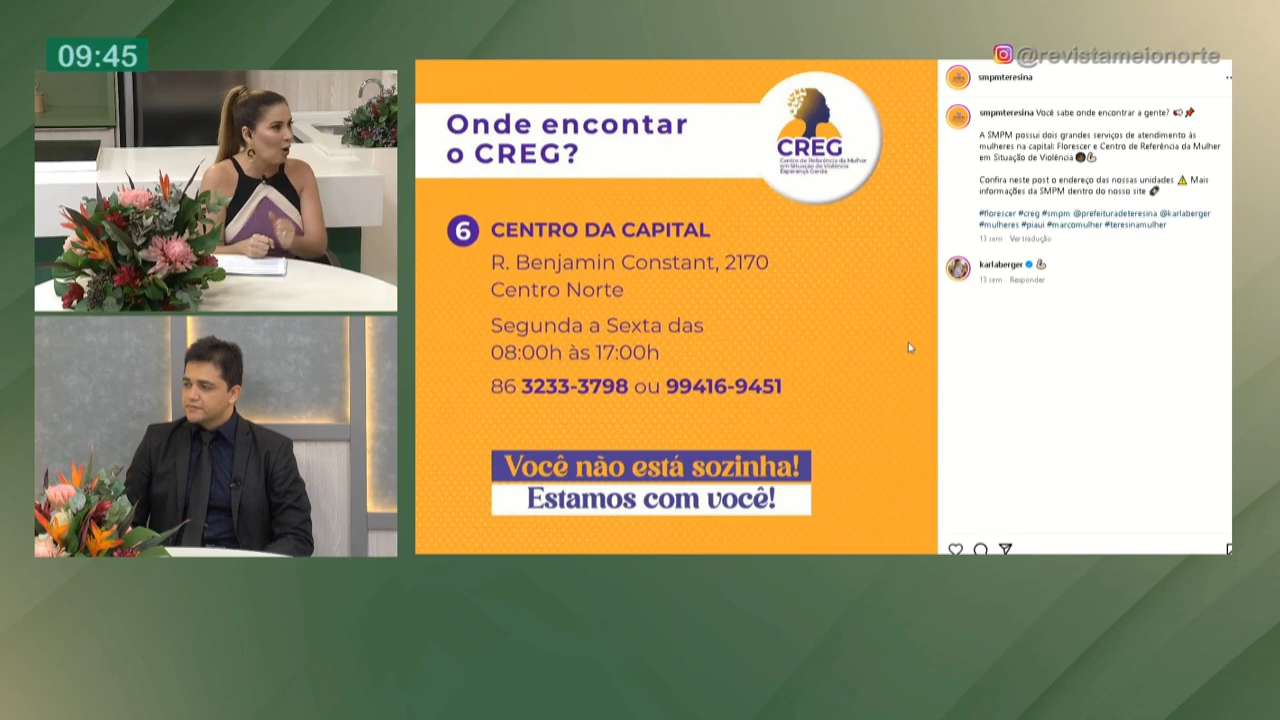 09:45
@revistameionorte
Onde encontar
o CREG?
CREG
Centro de Referência da Mulher
em Situação de Violência
Esperança Garcia
6 CENTRO DA CAPITAL
R. Benjamin Constant, 2170
Centro Norte
Segunda a Sexta das
08:00h às 17:00h
86 3233-3798 ou 99416-9451
Você não está sozinha!
Estamos com você!
smpmteresina
smpmteresina Você sabe onde encontrar a gente?
A SMPM possui dois grandes serviços de atendimento às
mulheres na capital: Florescer e Centro de Referência da Mulher
em Situação de Violência
Confira neste post o endereço das nossas unidades ⚠️ Mais
informações da SMPM dentro do nosso site
#florescer #creg #smpm @prefeituradeteresina @karlaberger
#mulheres #piaui #marcomulher #teresinamulher
13 sem Ver tradução
karlaberger
13 sem Responder